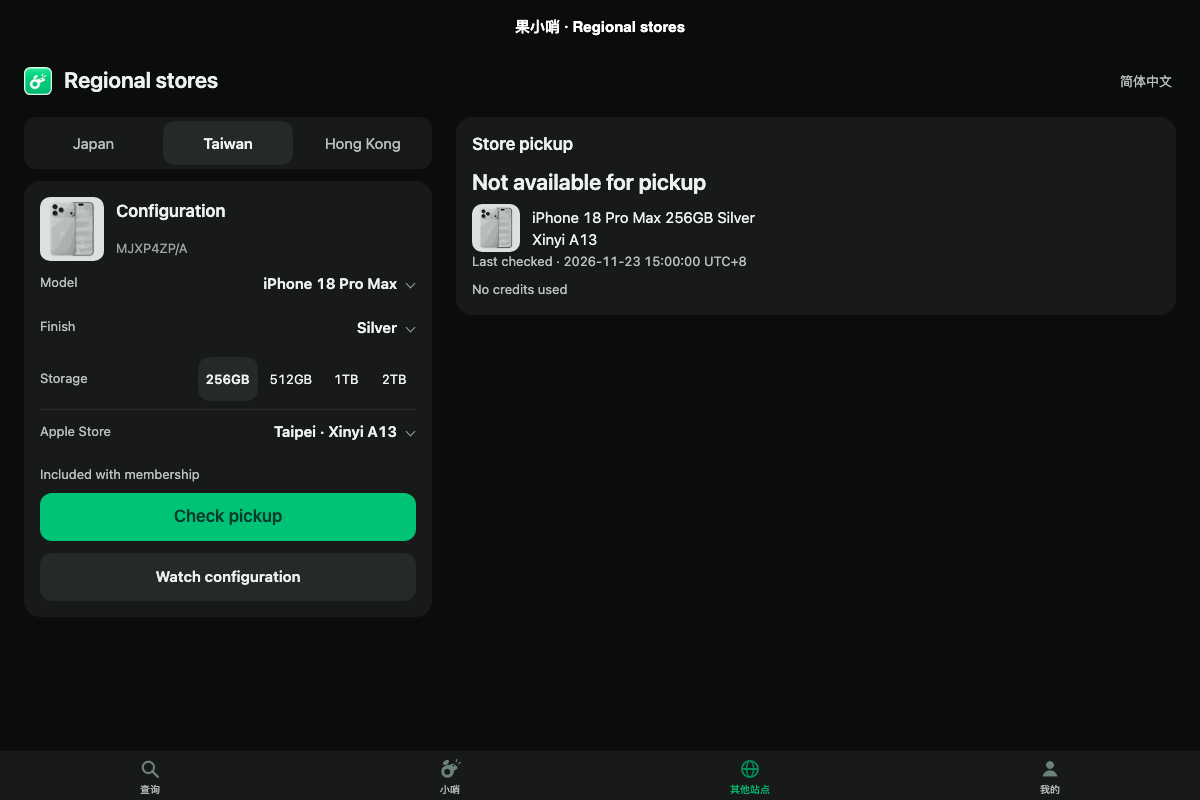 果小哨 · Regional stores
Regional stores
简体中文
Japan
Taiwan
Hong Kong
Configuration
MJXP4ZP/A
Model
iPhone 18 Pro Max
Finish
Silver
Storage
256GB
512GB
1TB
2TB
Apple Store
Taipei · Xinyi A13
Included with membership
Check pickup
Watch configuration
Store pickup
Not available for pickup
iPhone 18 Pro Max 256GB Silver
Xinyi A13
Last checked · 2026-11-23 15:00:00 UTC+8
No credits used
查询
小哨
其他站点
我的